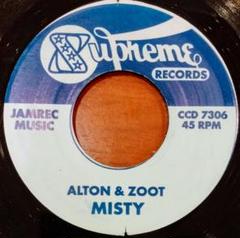 Supreme
RECORDS
JAMREC MUSIC
CCD 7306
45 RPM
ALTON & ZOOT
MISTY